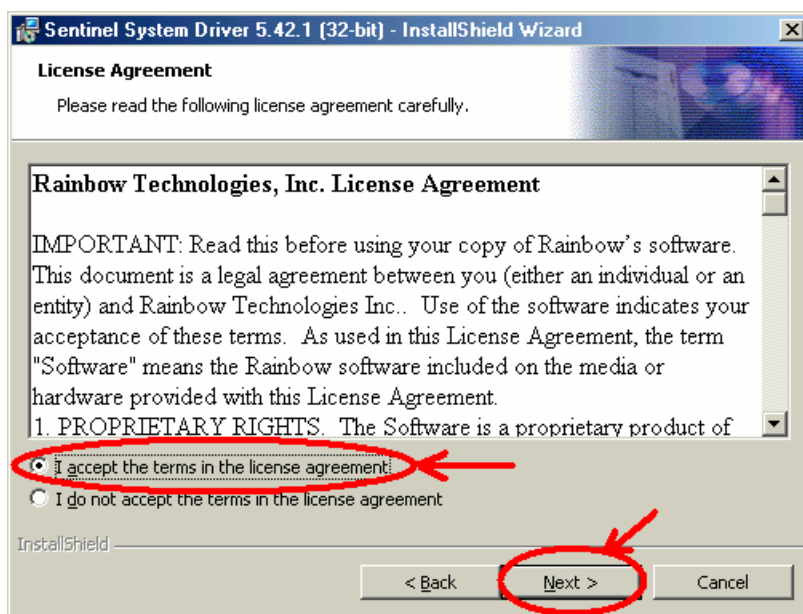 Sentinel System Driver 5.42.1 (32-bit) - InstallShield Wizard
License Agreement
Please read the following license agreement carefully.
Rainbow Technologies, Inc. License Agreement
IMPORTANT: Read this before using your copy of Rainbow's software.
This document is a legal agreement between you (either an individual or an
entity) and Rainbow Technologies Inc..  Use of the software indicates your
acceptance of these terms.  As used in this License Agreement, the term
"Software" means the Rainbow software included on the media or
hardware provided with this License Agreement.
1. PROPRIETARY RIGHTS.  The Software is a proprietary product of
I accept the terms in the license agreement
I do not accept the terms in the license agreement
InstallShield
< Back
Next >
Cancel